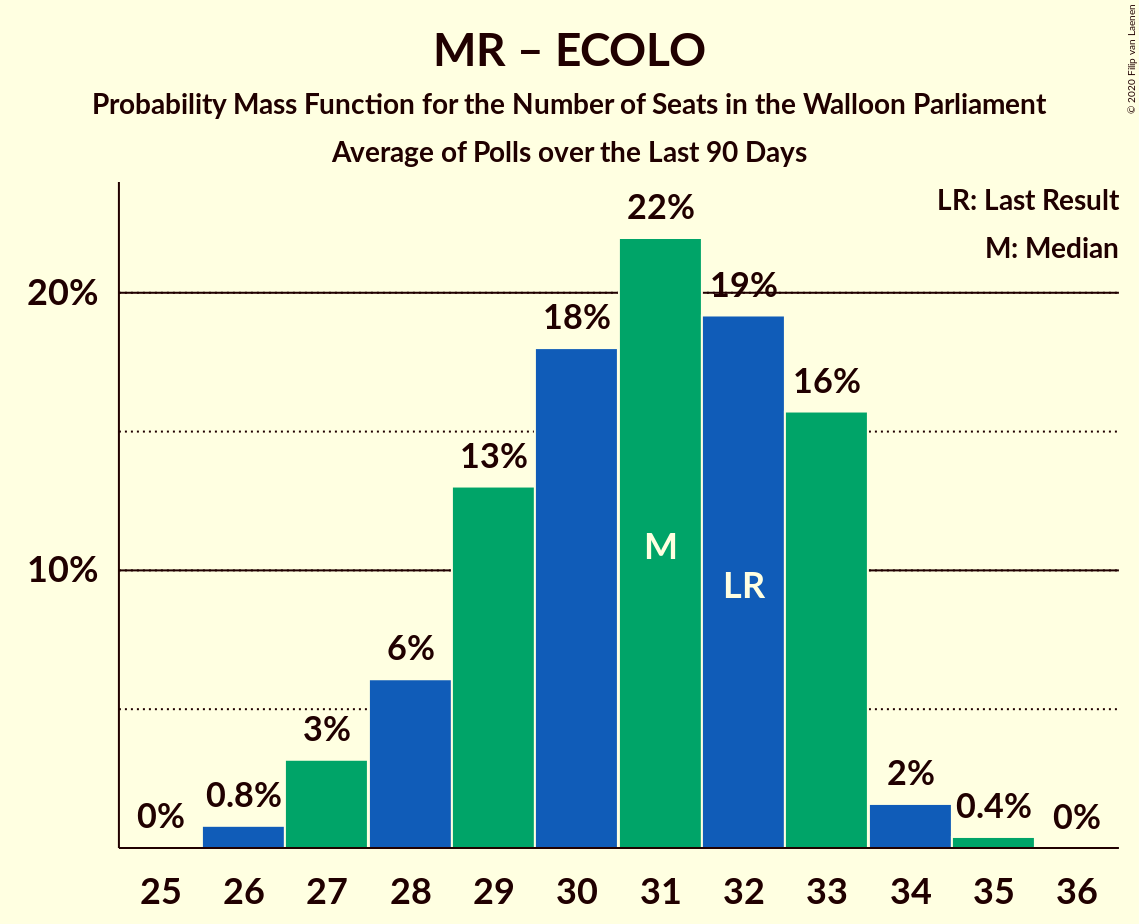 MR – ECOLO
Probability Mass Function for the Number of Seats in the Walloon Parliament
Average of Polls over the Last 90 Days
© 2020 Filip van Laenen
LR: Last Result
M: Median
20%
10%
0%
0.8%
3%
6%
13%
18%
22%
19%
16%
2%
0.4%
0%
M
LR
25 26 27 28 29 30 31 32 33 34 35 36